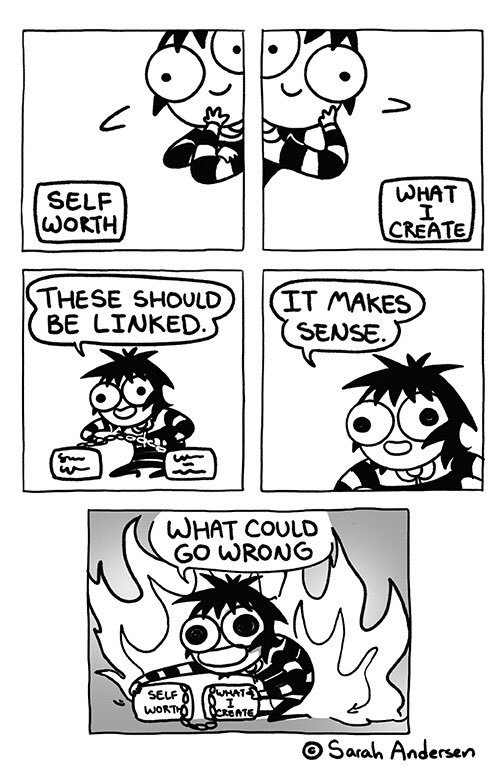 SELF
WORTH
WHAT
I
CREATE
THESE SHOULD
BE LINKED.
IT MAKES
SENSE.
WHAT COULD
GO WRONG
SELF
WORTH
WHAT
I
CREATE
© Sarah Andersen